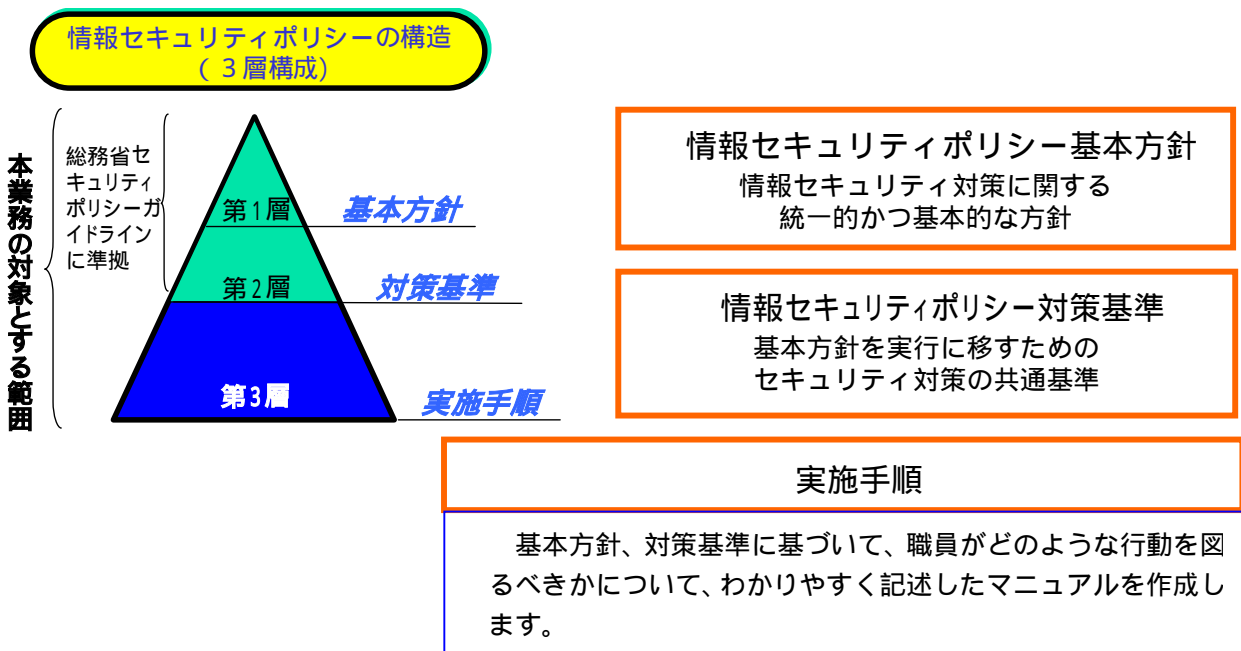 情報セキュリティポリシーの構造
(３層構成)
本業務の対象とする範囲
総務省セ
キュリティ
ポリシーガ
イドライン
に準拠
第1層
基本方針
第2層
対策基準
第3層
実施手順
情報セキュリティポリシー基本方針
情報セキュリティ対策に関する
統一的かつ基本的な方針
情報セキュリティポリシー対策基準
基本方針を実行に移すための
セキュリティ対策の共通基準
実施手順
基本方針、対策基準に基づいて、職員がどのような行動を図
るべきかについて、わかりやすく記述したマニュアルを作成し
ます。